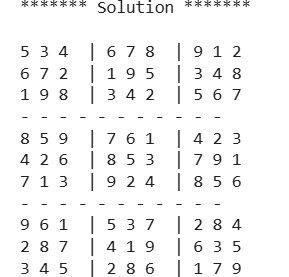 ******* Solution *******
5 3 4 | 6 7 8 | 9 1 2
6 7 2 | 1 9 5 | 3 4 8
1 9 8 | 3 4 2 | 5 6 7
- - - - - - - - - - -
8 5 9 | 7 6 1 | 4 2 3
4 2 6 | 8 5 3 | 7 9 1
7 1 3 | 9 2 4 | 8 5 6
- - - - - - - - - - -
9 6 1 | 5 3 7 | 2 8 4
2 8 7 | 4 1 9 | 6 3 5
3 4 5 | 2 8 6 | 1 7 9